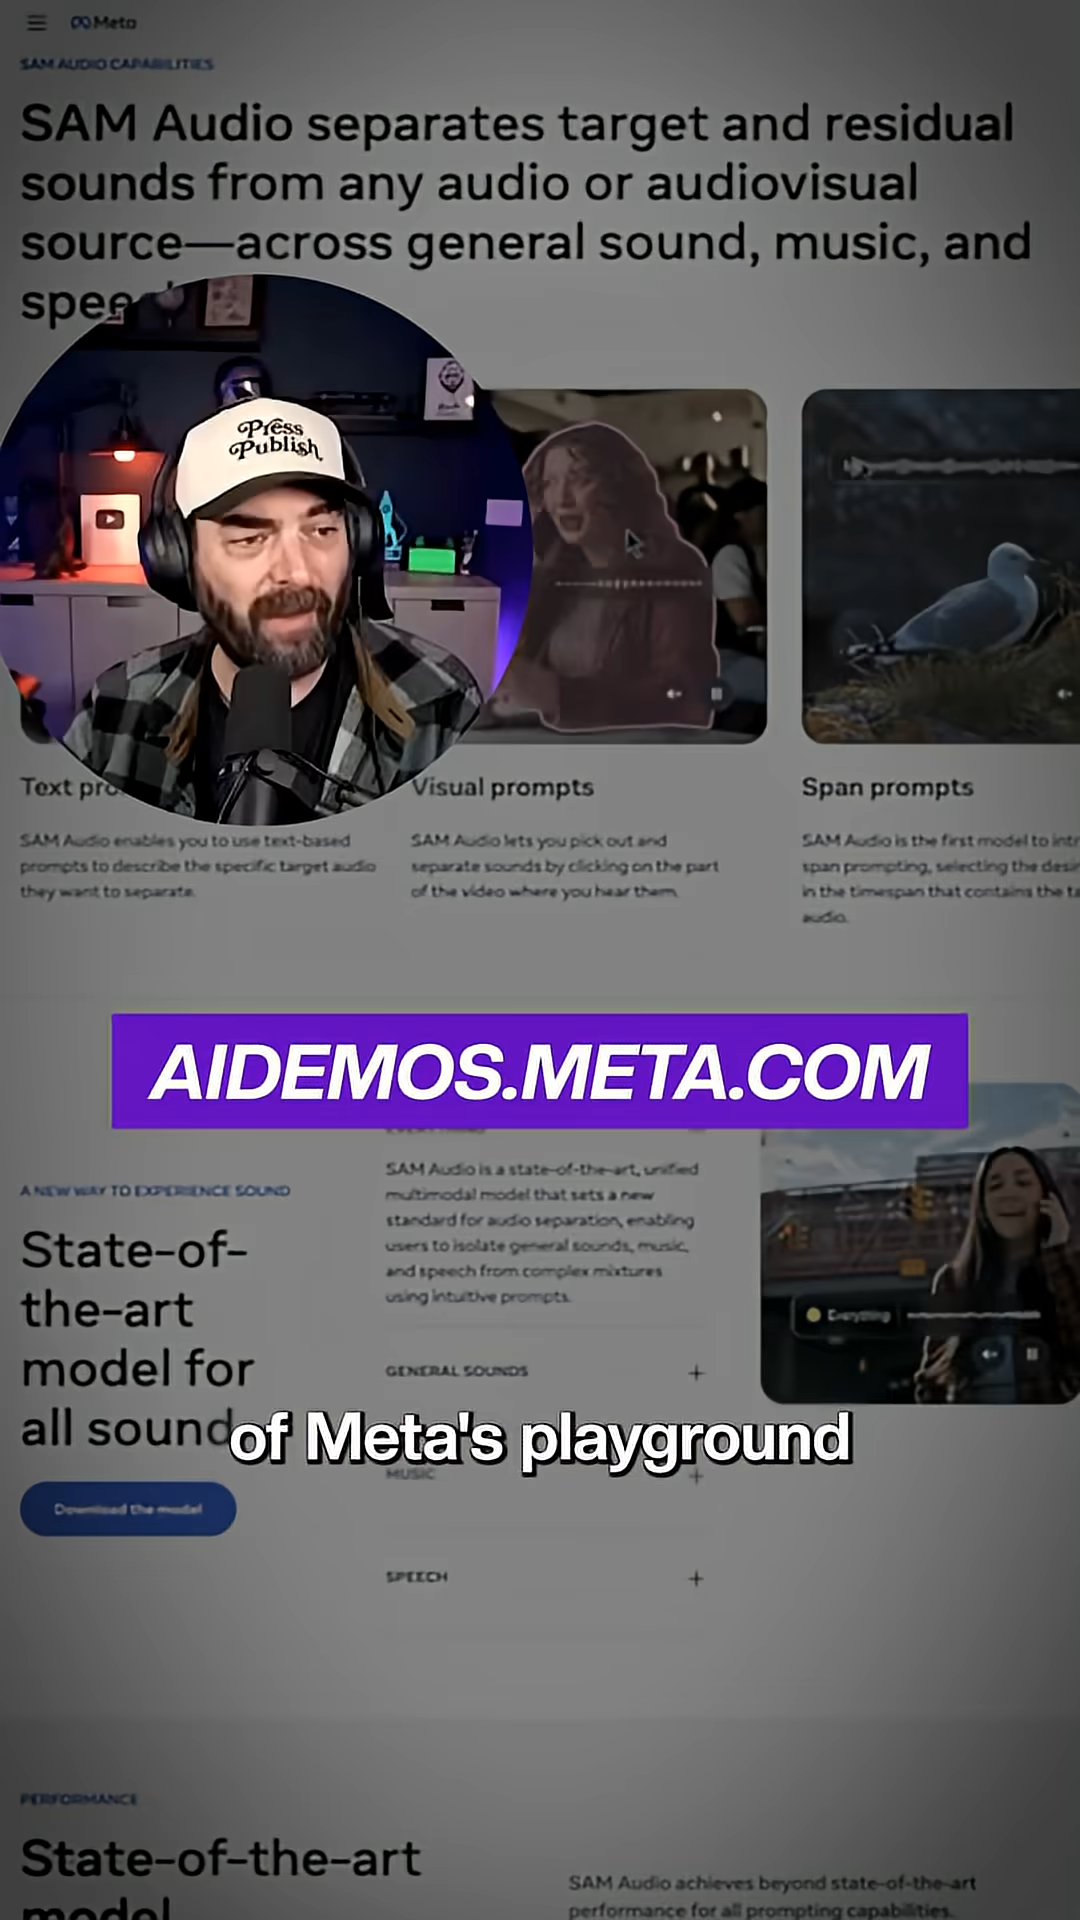 Meta
SAM AUDIO CAPABILITIES
SAM Audio separates target and residual
sounds from any audio or audiovisual
source—across general sound, music, and
Press
Publish
Text
Visual prompts
Span prompts
SAM Audio enables you to use text-based
prompts to describe the specific target audio
they want to separate.
SAM Audio lets you pick out and
separate sounds by clicking on the part
of the video where you hear them.
SAM Audio is the first model to
span prompting, selecting the
in the timespan that contains the
audio.
AIDEMOS.META.COM
A NEW WAY TO EXPERIENCE SOUND
State-of-
the-art
model for
all sound
SAM Audio is a state-of-the-art, unified
multimodal model that sets a new
standard for audio separation, enabling
users to isolate general sounds, music,
and speech from complex mixtures
using intuitive prompts.
Everything
GENERAL SOUNDS +
of Meta's playground
MUSIC +
Download the model
SPEECH +
PERFORMANCE
State-of-the-art
model
SAM Audio achieves beyond state-of-the-art
performance for all prompting capabilities.